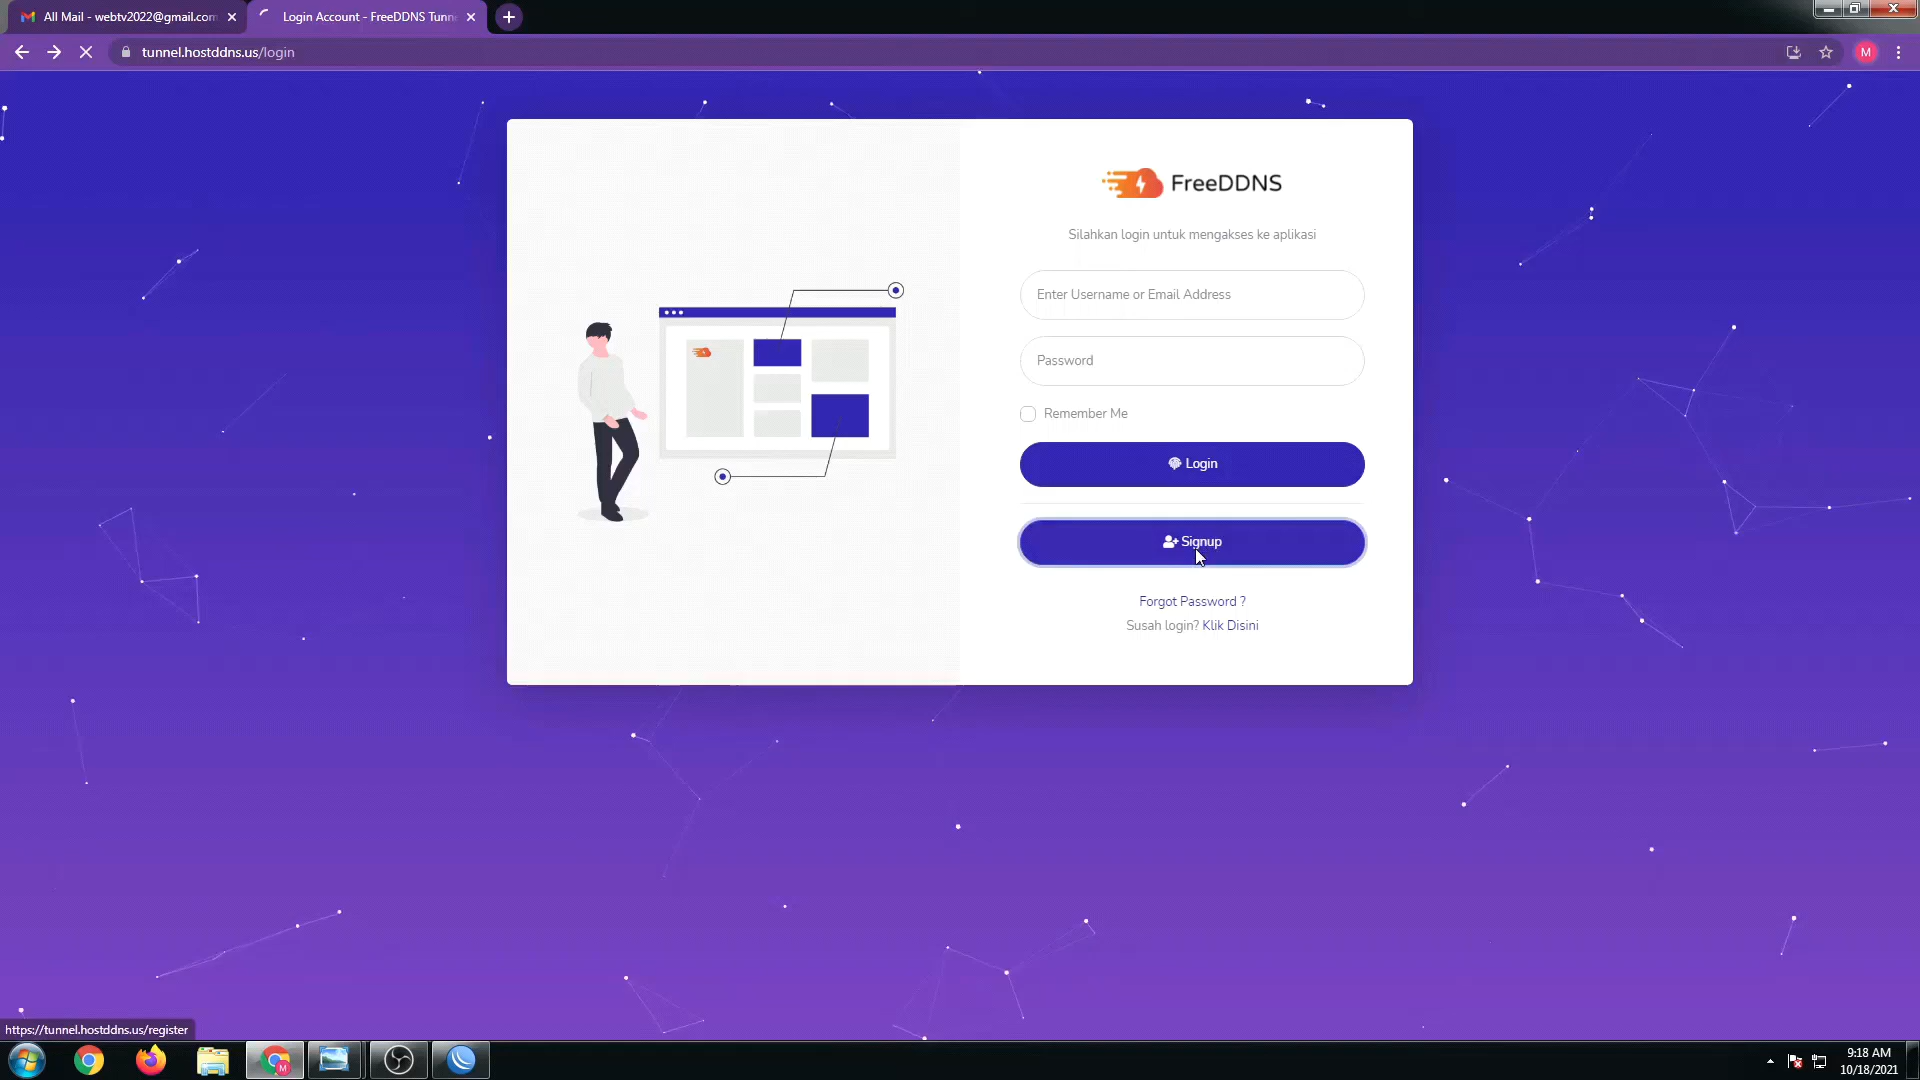 All Mail - webtv2022@gmail.com
Login Account - FreeDDNS Tunn
tunnel.hostddns.us/login
M
FreeDDNS
Silahkan login untuk mengakses ke aplikasi
Enter Username or Email Address
Password
Remember Me
Login
Signup
Forgot Password ?
Susah login? Klik Disini
https://tunnel.hostddns.us/register
M
9:18 AM
10/18/2021